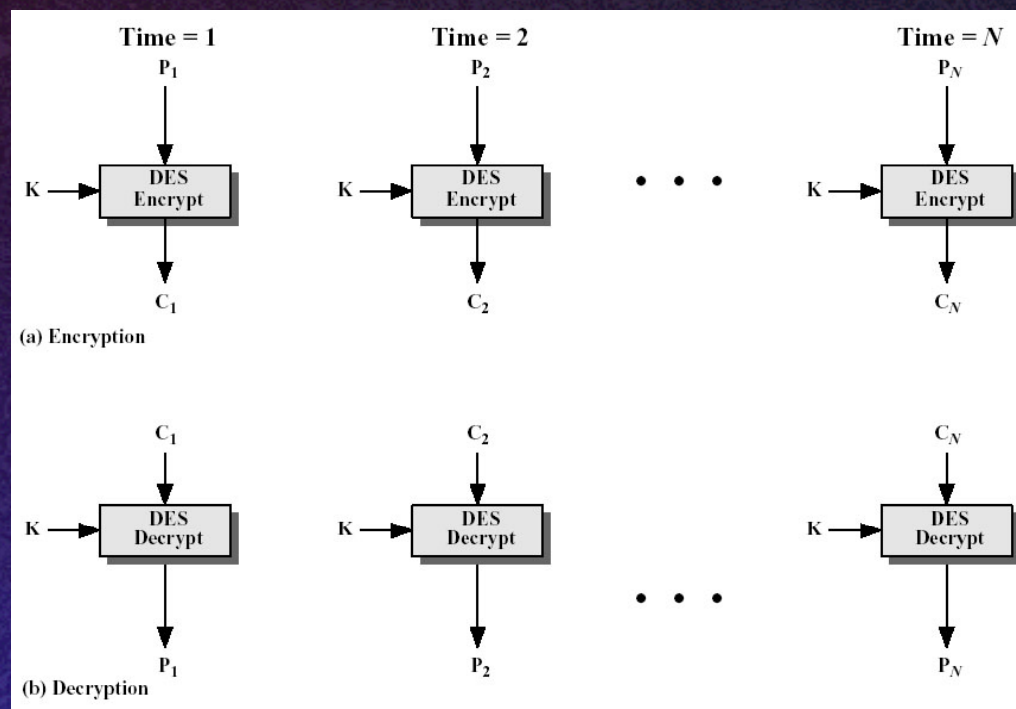 Time = 1 Time = 2 Time = N
P1 P2 PN
K DES Encrypt K DES Encrypt K DES Encrypt
C1 C2 CN
(a) Encryption
C1 C2 CN
K DES Decrypt K DES Decrypt K DES Decrypt
P1 P2 PN
(b) Decryption